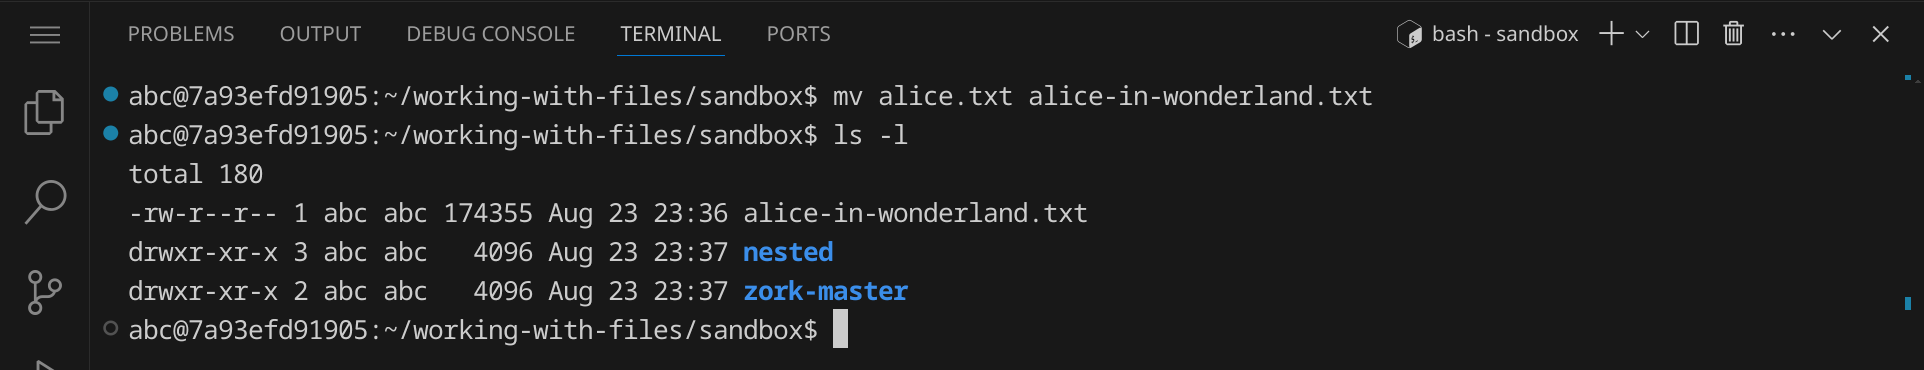 PROBLEMS OUTPUT DEBUG CONSOLE TERMINAL PORTS bash - sandbox
abc@7a93efd91905:~/working-with-files/sandbox$ mv alice.txt alice-in-wonderland.txt
abc@7a93efd91905:~/working-with-files/sandbox$ ls -l
total 180
-rw-r--r-- 1 abc abc 174355 Aug 23 23:36 alice-in-wonderland.txt
drwxr-xr-x 3 abc abc   4096 Aug 23 23:37 nested
drwxr-xr-x 2 abc abc   4096 Aug 23 23:37 zork-master
abc@7a93efd91905:~/working-with-files/sandbox$